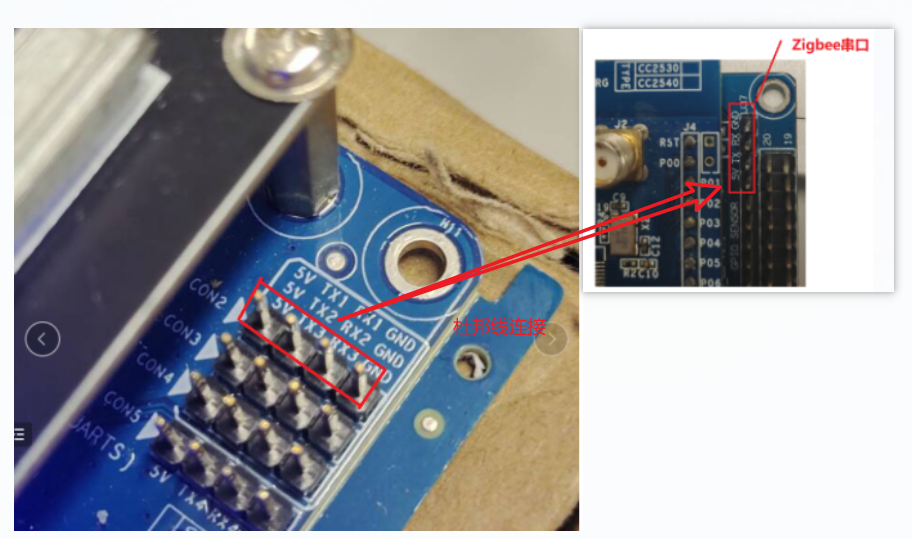 Zigbee串口
TYPE
CC2530
CC2540
RG
J2
J4
20
19
RST
P00
P01
P02
P03
P04
P05
P06
5V TX RX GND
GPIO SENSOR
C12
R2
C10
杜邦线连接
5V TX1 RX1 GND
5V TX2 RX2 GND
5V TX3 RX3 GND
CON2
CON3
CON4
CON5
UARTS)
5V TX4 RX4